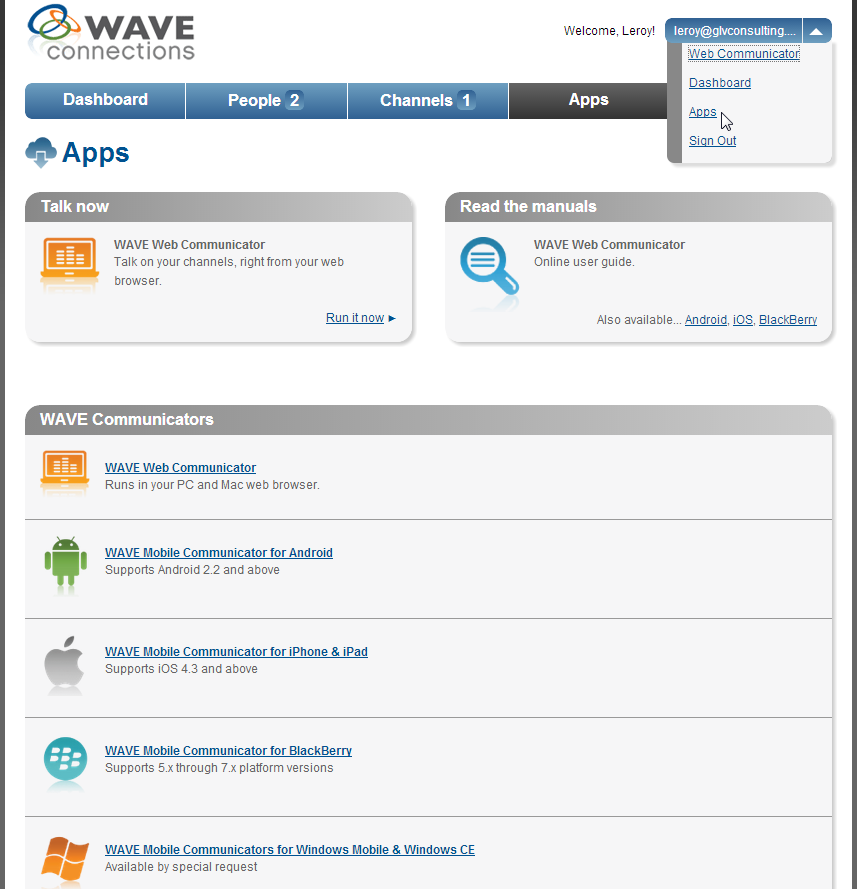 WAVE
connections
Welcome, Leroy!
leroy@glvconsulting....
Web Communicator
Dashboard
Apps
Sign Out
Dashboard
People 2
Channels 1
Apps
Apps
Talk now
WAVE Web Communicator
Talk on your channels, right from your web
browser.
Run it now ►
Read the manuals
WAVE Web Communicator
Online user guide.
Also available... Android, iOS, BlackBerry
WAVE Communicators
WAVE Web Communicator
Runs in your PC and Mac web browser.
WAVE Mobile Communicator for Android
Supports Android 2.2 and above
WAVE Mobile Communicator for iPhone & iPad
Supports iOS 4.3 and above
WAVE Mobile Communicator for BlackBerry
Supports 5.x through 7.x platform versions
WAVE Mobile Communicators for Windows Mobile & Windows CE
Available by special request